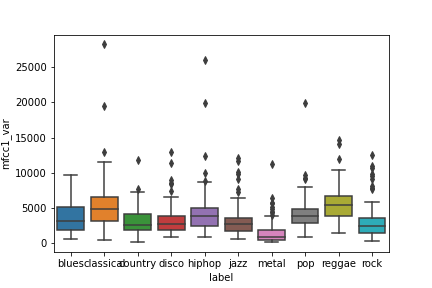 25000
20000
15000
10000
5000
0
mfcc1_var
blues classical country disco hiphop jazz metal pop reggae rock
label